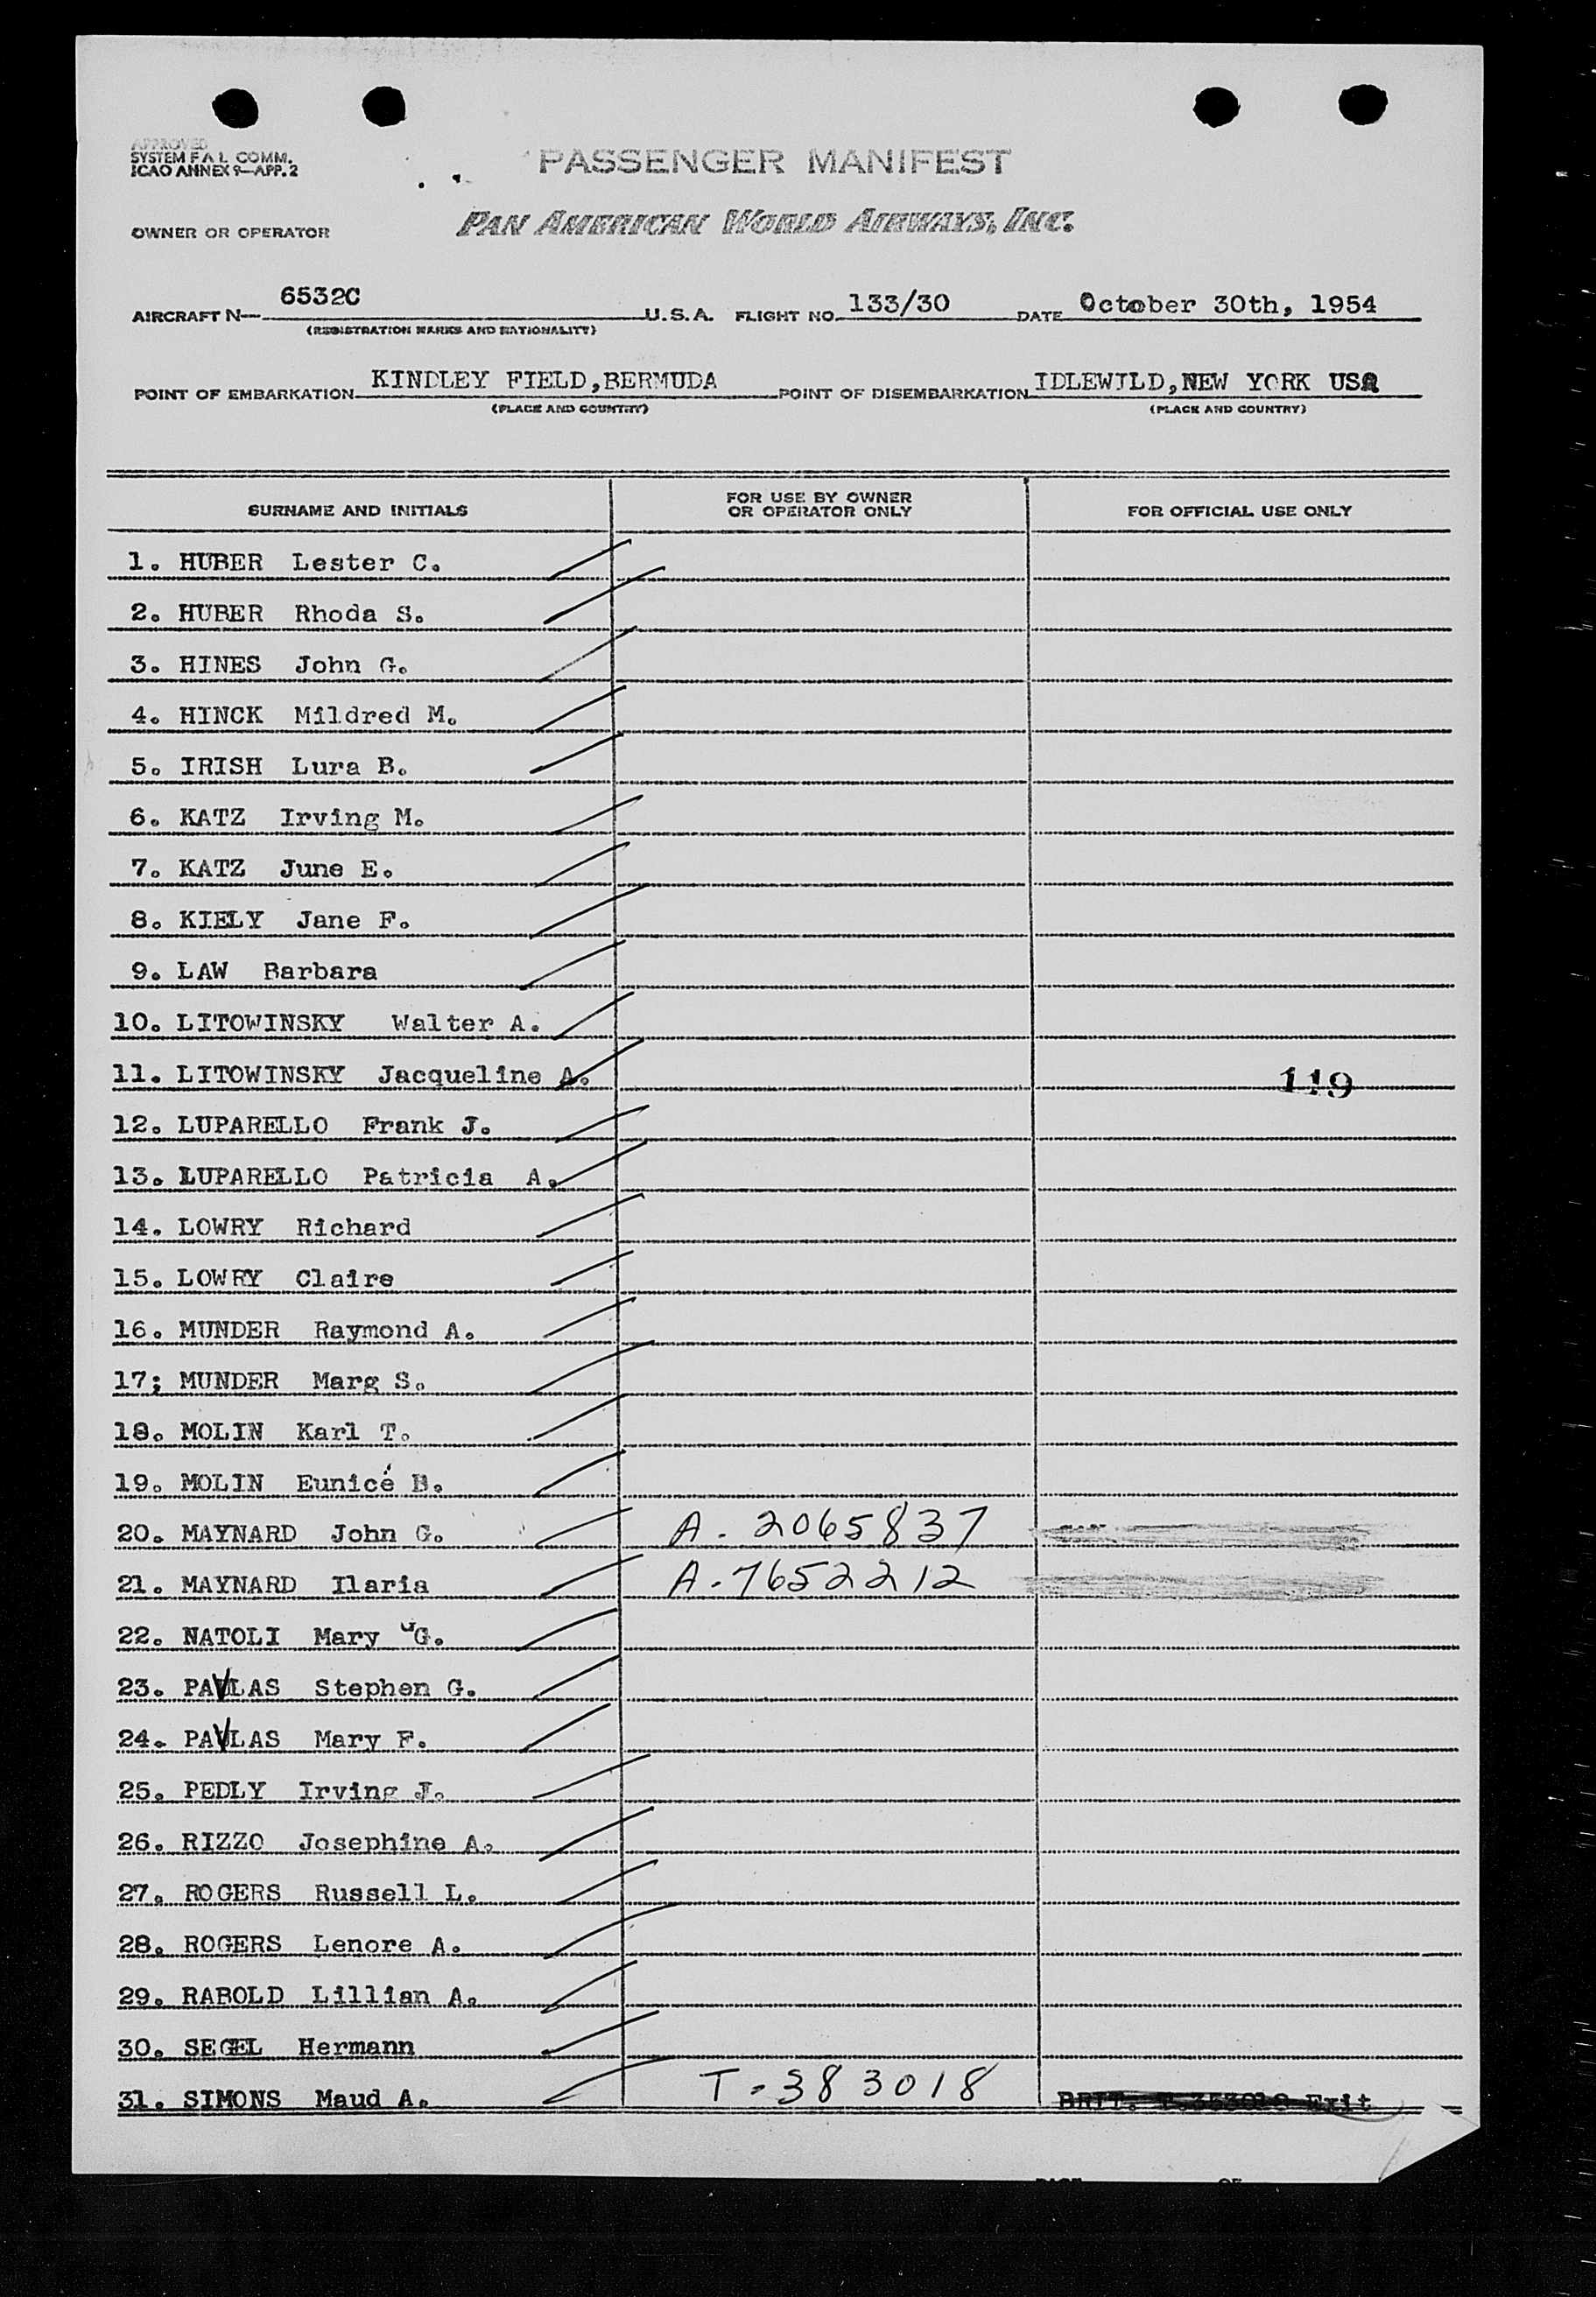 APPROVED
SYSTEM F A L COMM.
ICAO ANNEX 9—APP. 2
PASSENGER MANIFEST
OWNER OR OPERATOR PAN AMERICAN WORLD AIRWAYS, INC.
AIRCRAFT N— 6532C U.S.A. FLIGHT NO. 133/30 DATE October 30th, 1954
(REGISTRATION MARKS AND NATIONALITY)
POINT OF EMBARKATION KINDLEY FIELD,BERMUDA POINT OF DISEMBARKATION IDLEWILD,NEW YORK USA
(PLACE AND COUNTRY) (PLACE AND COUNTRY)
SURNAME AND INITIALS FOR USE BY OWNER OR OPERATOR ONLY FOR OFFICIAL USE ONLY
1. HUBER Lester C.
2. HUBER Rhoda S.
3. HINES John G.
4. HINCK Mildred M.
5. IRISH Lura B.
6. KATZ Irving M.
7. KATZ June E.
8. KIELY Jane F.
9. LAW Barbara
10. LITOWINSKY Walter A.
11. LITOWINSKY Jacqueline A. 119
12. LUPARELLO Frank J.
13. LUPARELLO Patricia A.
14. LOWRY Richard
15. LOWRY Claire
16. MUNDER Raymond A.
17; MUNDER Marg S.
18. MOLIN Karl T.
19. MOLIN Eunice B.
20. MAYNARD John G. A. 2065837
21. MAYNARD Ilaria A. 7652212
22. NATOLI Mary G.
23. PAVLAS Stephen G.
24. PAVLAS Mary F.
25. PEDLY Irving J.
26. RIZZO Josephine A.
27. ROGERS Russell L.
28. ROGERS Lenore A.
29. RABOLD Lillian A.
30. SEGEL Hermann
31. SIMONS Maud A. T-383018 BRIT. Exit